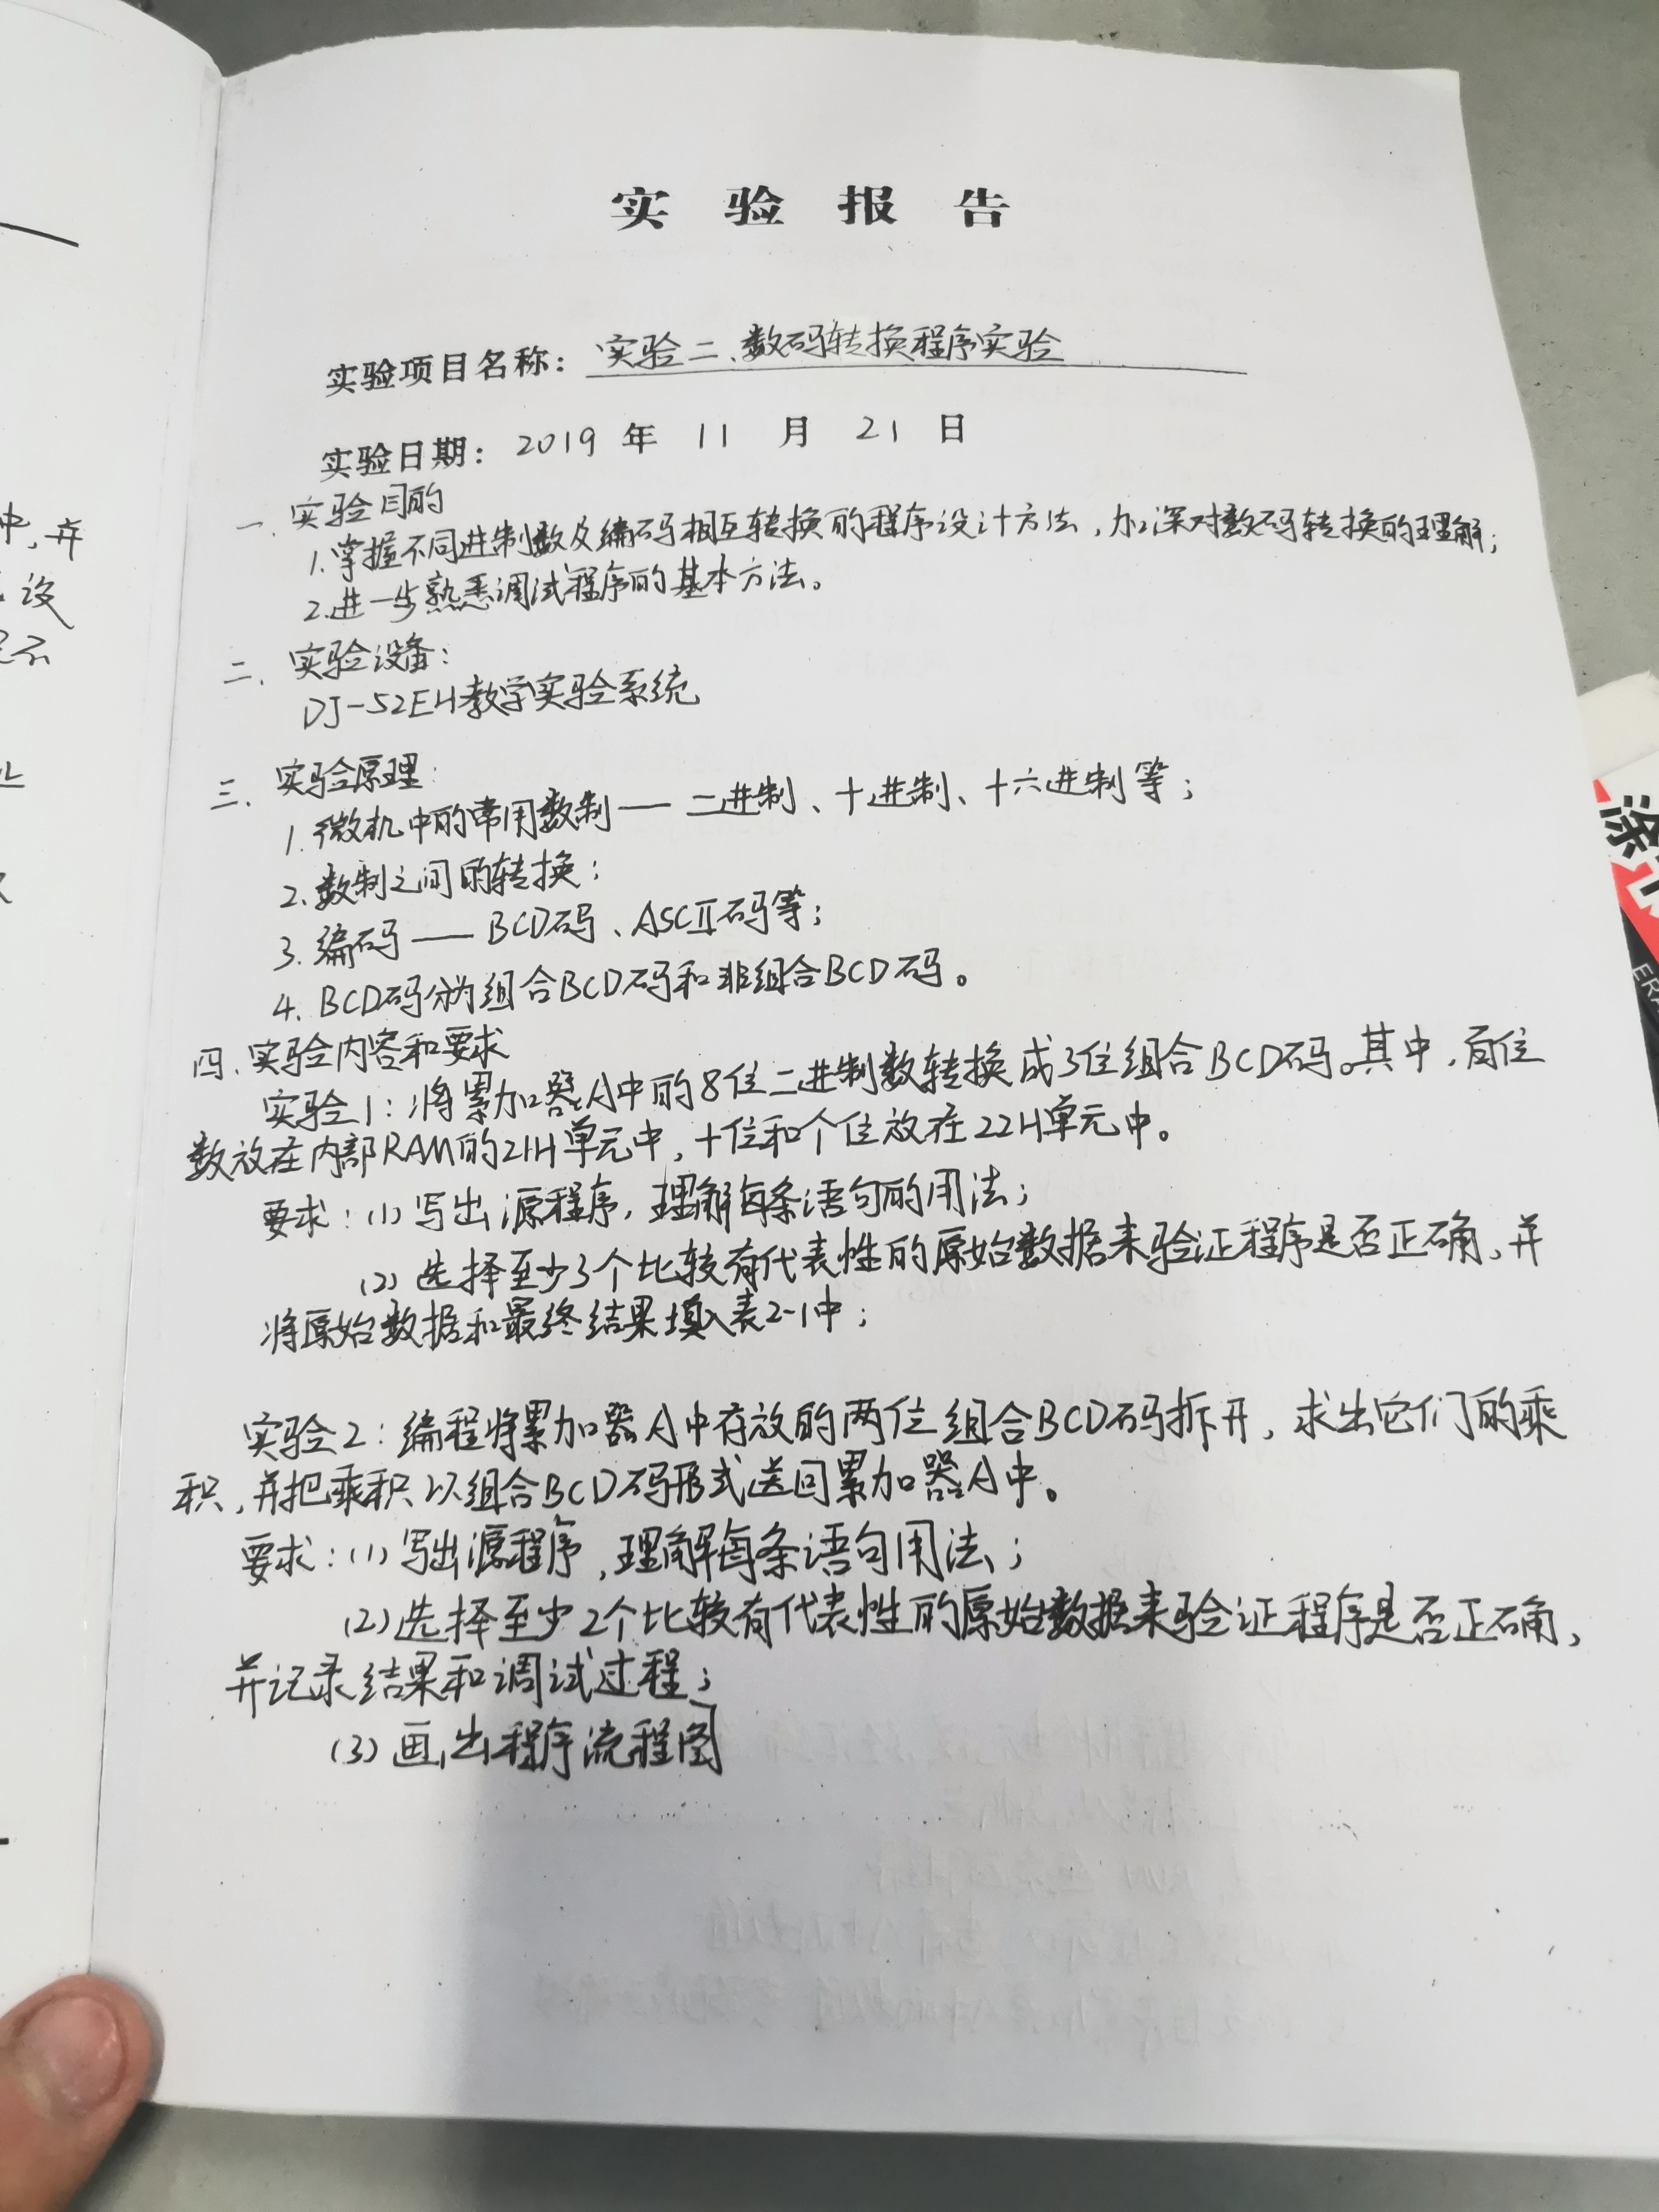 实验报告
实验项目名称：实验二、数码转换程序实验
实验日期：2019年11月21日
一、实验目的
1.掌握不同进制数及编码相互转换的程序设计方法，加深对数码转换的理解；
2.进一步熟悉调试程序的基本方法。
二、实验设备：
DJ-52E4教学实验系统
三、实验原理：
1.微机中的常用数制——二进制、十进制、十六进制等；
2.数制之间的转换；
3.编码——BCD码、ASCⅡ码等；
4.BCD码分为组合BCD码和非组合BCD码。
四、实验内容和要求
实验1：将累加器A中的8位二进制数转换成3位组合BCD码。其中，百位
数放在内部RAM的21H单元中，十位和个位放在22H单元中。
要求：(1)写出源程序，理解每条语句的用法；
(2)选择至少3个比较有代表性的原始数据来验证程序是否正确，并
将原始数据和最终结果填入表2-1中；
实验2：编程将累加器A中存放的两位组合BCD码拆开，求出它们的乘
积，并把乘积以组合BCD码形式送回累加器A中。
要求：(1)写出源程序，理解每条语句用法；
(2)选择至少2个比较有代表性的原始数据来验证程序是否正确，
并记录结果和调试过程；
(3)画出程序流程图
中，并
设
涂